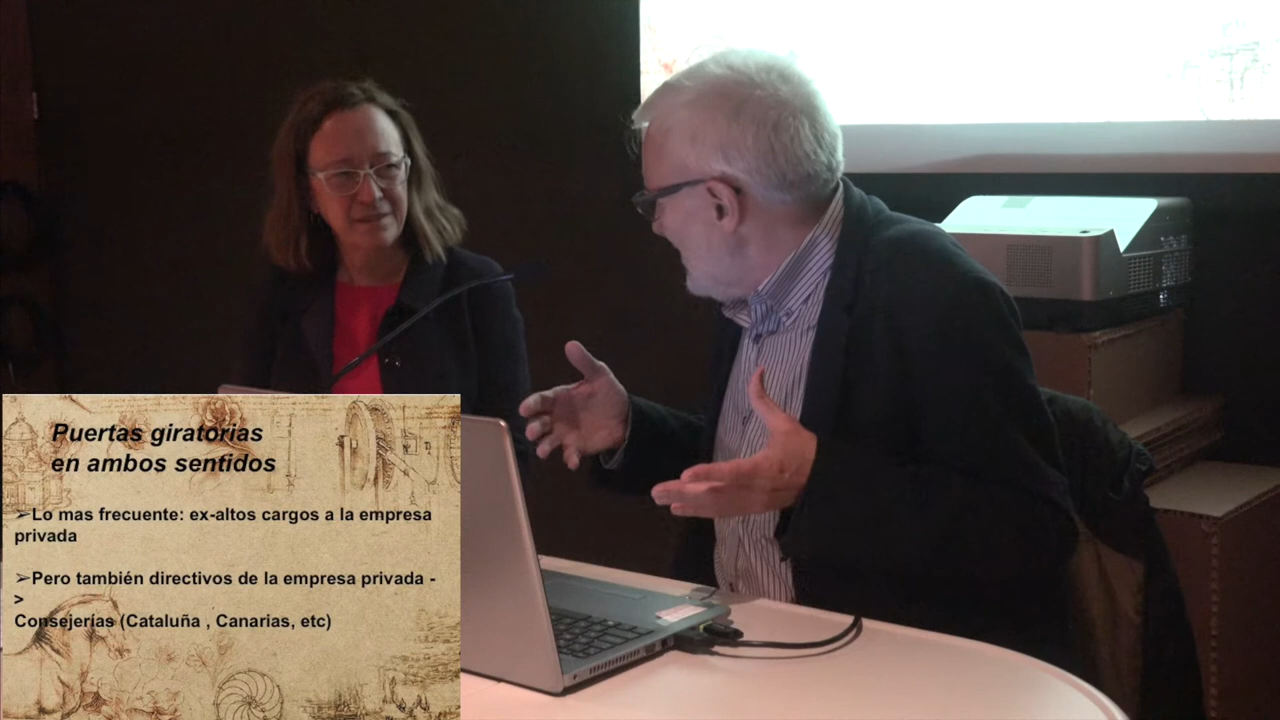 Puertas giratorias
en ambos sentidos
➢Lo mas frecuente: ex-altos cargos a la empresa
privada
➢Pero también directivos de la empresa privada -
>
Consejerías (Cataluña , Canarias, etc)